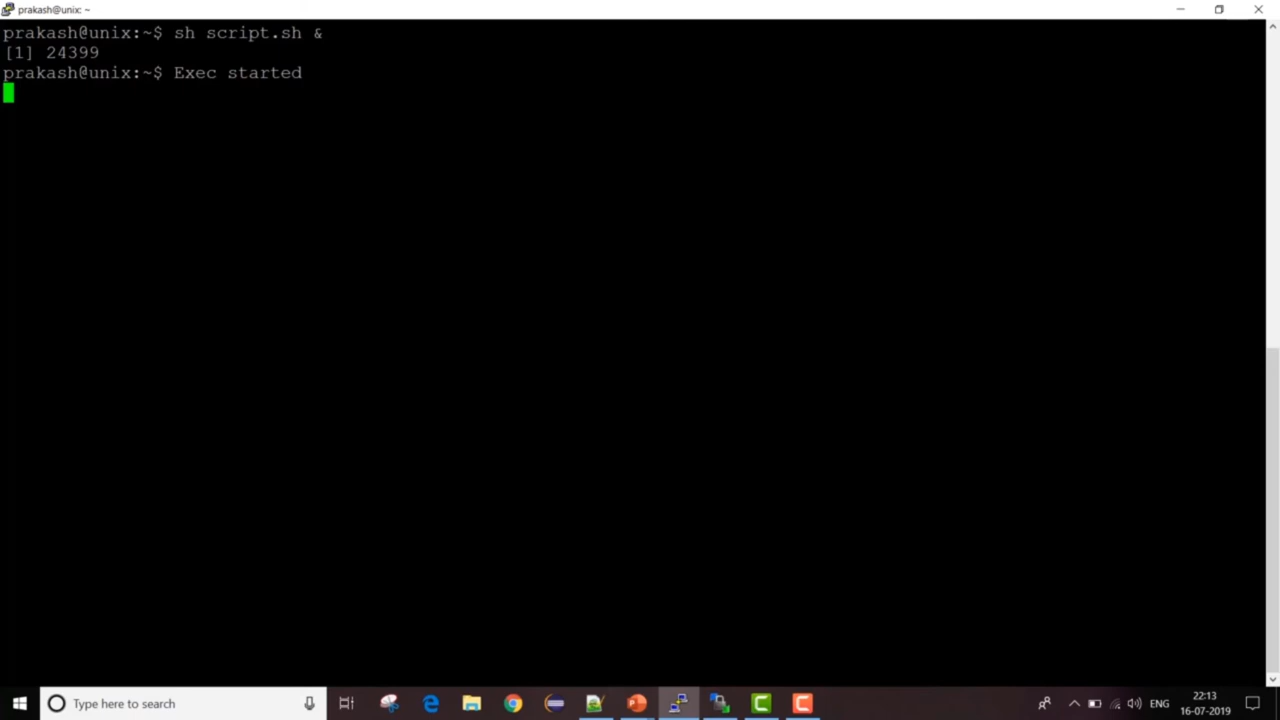 prakash@unix: ~
prakash@unix:~$ sh script.sh &
[1] 24399
prakash@unix:~$ Exec started
Type here to search
ENG
22:13
16-07-2019